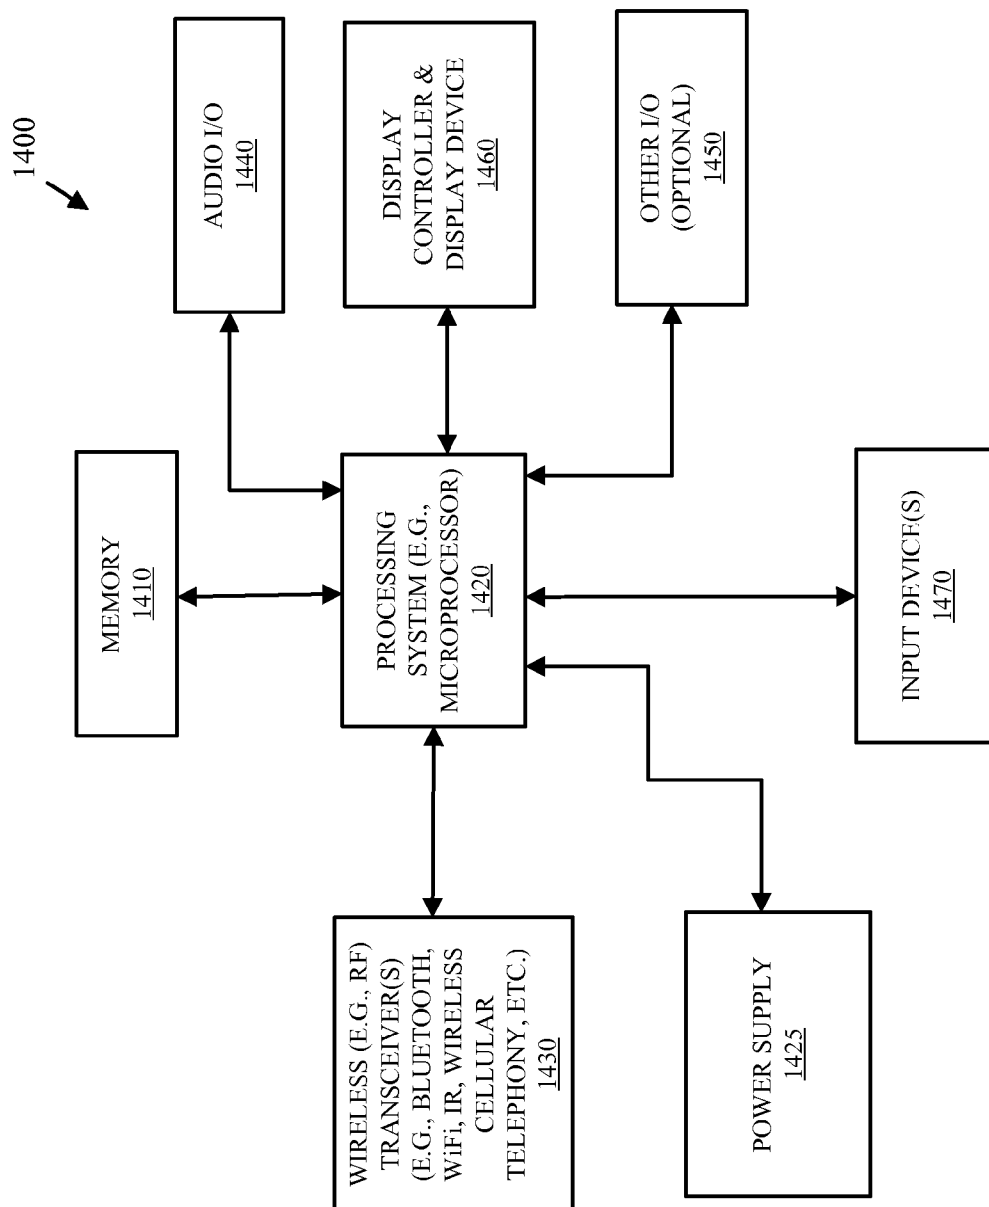 1400
MEMORY
1410
AUDIO I/O
1440
DISPLAY
CONTROLLER &
DISPLAY DEVICE
1460
OTHER I/O
(OPTIONAL)
1450
PROCESSING
SYSTEM (E.G.,
MICROPROCESSOR)
1420
INPUT DEVICE(S)
1470
WIRELESS (E.G., RF)
TRANSCEIVER(S)
(E.G., BLUETOOTH,
WiFi, IR, WIRELESS
CELLULAR
TELEPHONY, ETC.)
1430
POWER SUPPLY
1425